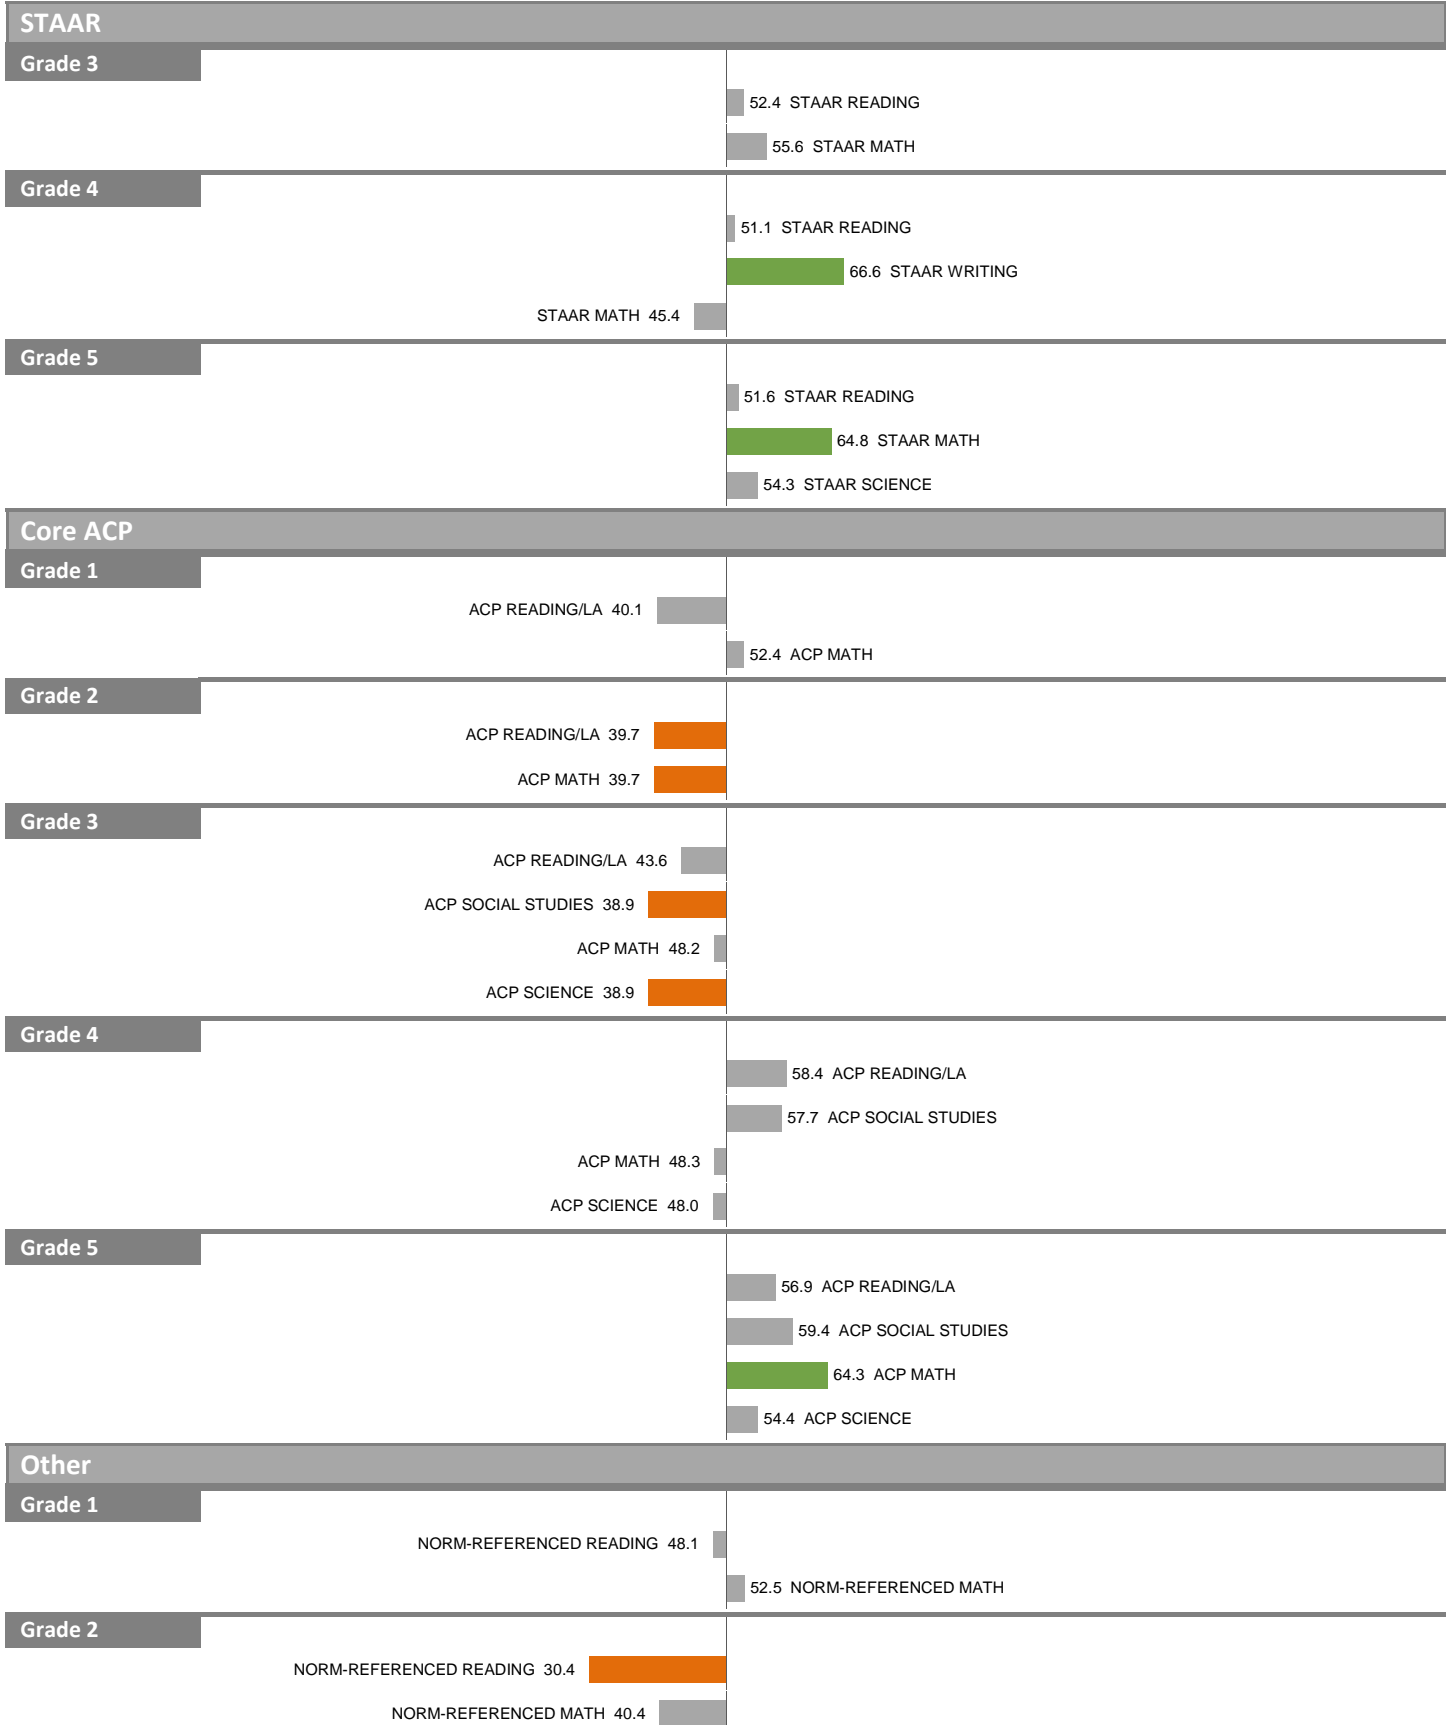 STAAR
Grade 3
52.4 STAAR READING
55.6 STAAR MATH
Grade 4
51.1 STAAR READING
66.6 STAAR WRITING
STAAR MATH 45.4
Grade 5
51.6 STAAR READING
64.8 STAAR MATH
54.3 STAAR SCIENCE
Core ACP
Grade 1
ACP READING/LA 40.1
52.4 ACP MATH
Grade 2
ACP READING/LA 39.7
ACP MATH 39.7
Grade 3
ACP READING/LA 43.6
ACP SOCIAL STUDIES 38.9
ACP MATH 48.2
ACP SCIENCE 38.9
Grade 4
58.4 ACP READING/LA
57.7 ACP SOCIAL STUDIES
ACP MATH 48.3
ACP SCIENCE 48.0
Grade 5
56.9 ACP READING/LA
59.4 ACP SOCIAL STUDIES
64.3 ACP MATH
54.4 ACP SCIENCE
Other
Grade 1
NORM-REFERENCED READING 48.1
52.5 NORM-REFERENCED MATH
Grade 2
NORM-REFERENCED READING 30.4
NORM-REFERENCED MATH 40.4